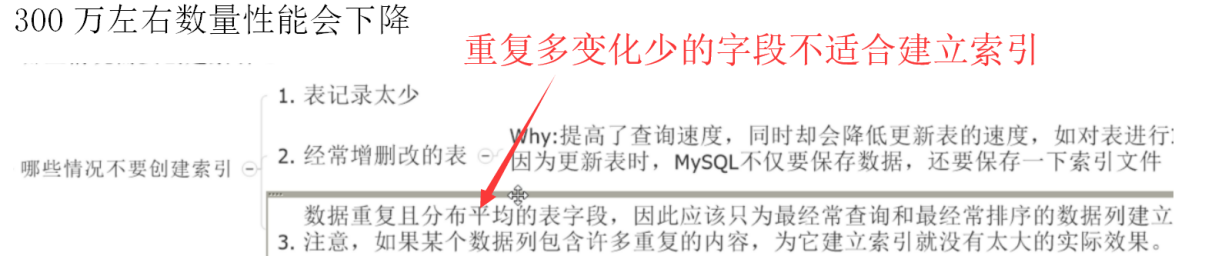 300 万左右数量性能会下降
重复多变化少的字段不适合建立索引
1. 表记录太少
哪些情况不要创建索引
2. 经常增删改的表
Why:提高了查询速度，同时却会降低更新表的速度，如对表进行
因为更新表时，MySQL不仅要保存数据，还要保存一下索引文件
数据重复且分布平均的表字段，因此应该只为最经常查询和最经常排序的数据列建立
3. 注意，如果某个数据列包含许多重复的内容，为它建立索引就没有太大的实际效果。